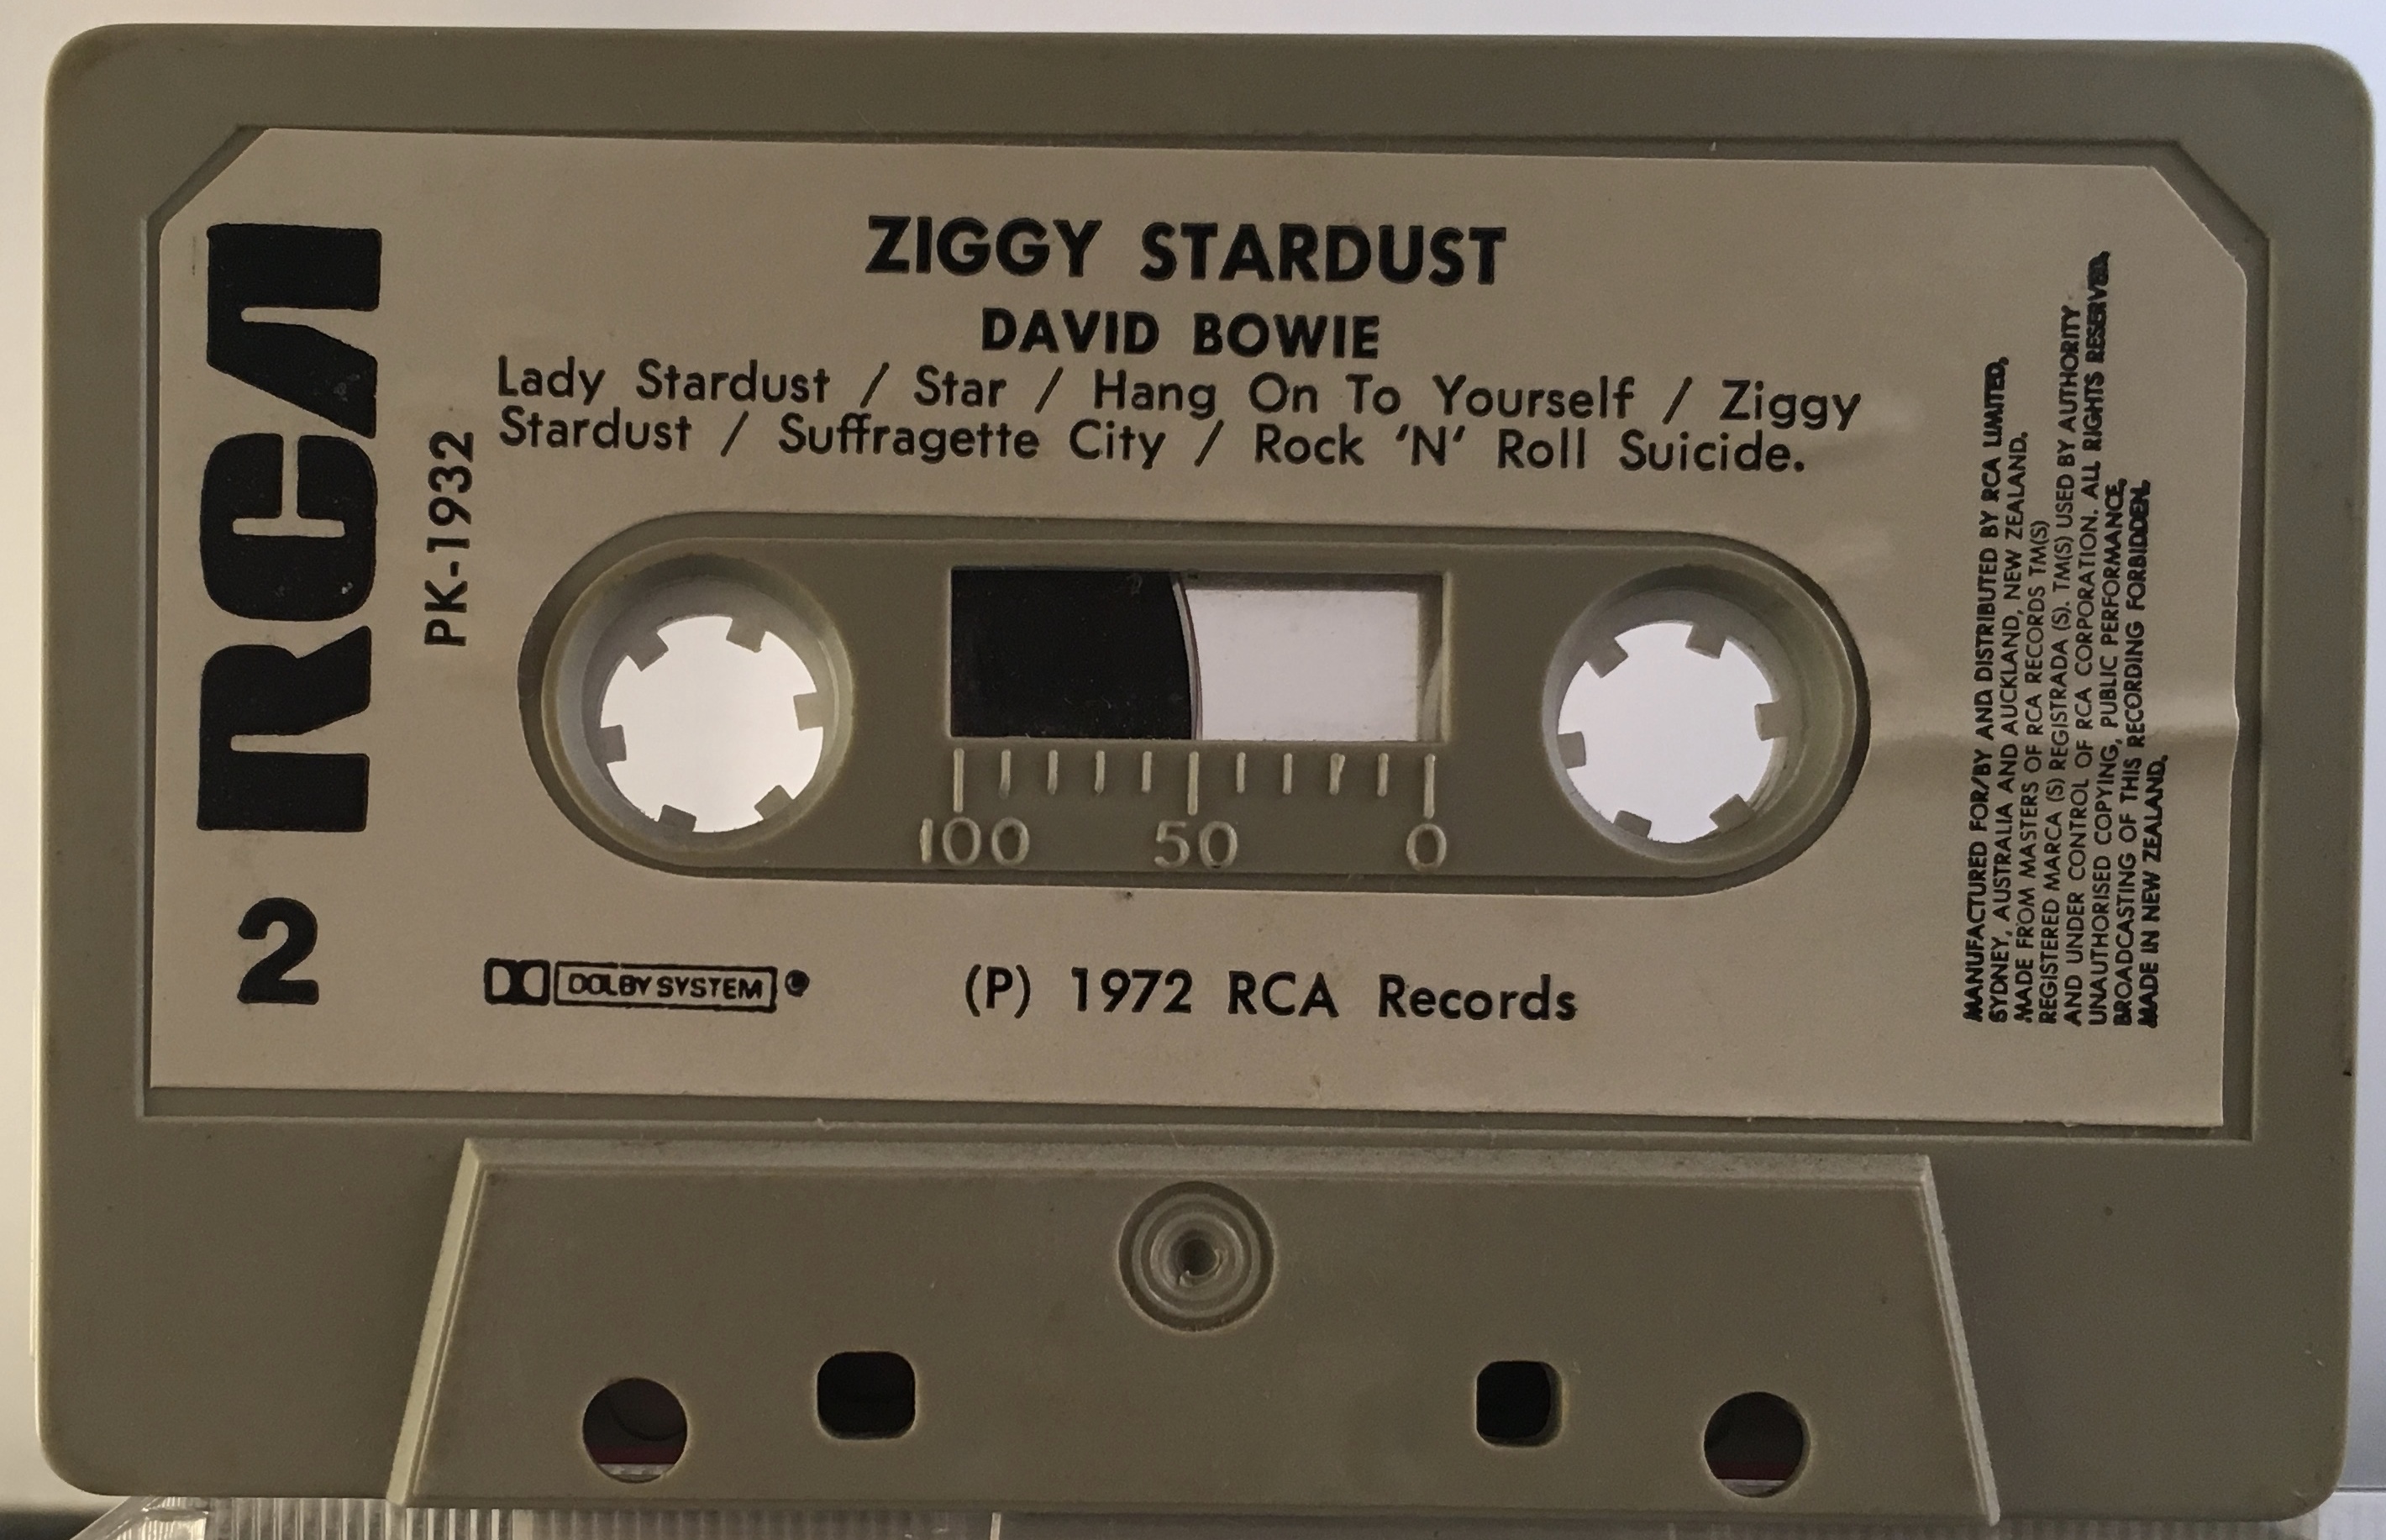 ZIGGY STARDUST
DAVID BOWIE
Lady Stardust / Star / Hang On To Yourself / Ziggy
Stardust / Suffragette City / Rock 'N' Roll Suicide.
RCA
PK-1932
2
100 50 0
DOLBY SYSTEM
(P) 1972 RCA Records
MANUFACTURED FOR/BY AND DISTRIBUTED BY RCA LIMITED,
SYDNEY, AUSTRALIA AND AUCKLAND, NEW ZEALAND.
MADE FROM MASTERS OF RCA RECORDS TM(S)
REGISTERED MARCA (S) REGISTRADA (S). TM(S) USED BY AUTHORITY
AND UNDER CONTROL OF RCA CORPORATION. ALL RIGHTS RESERVED.
UNAUTHORISED COPYING, PUBLIC PERFORMANCE,
BROADCASTING OF THIS RECORDING FORBIDDEN.
MADE IN NEW ZEALAND.